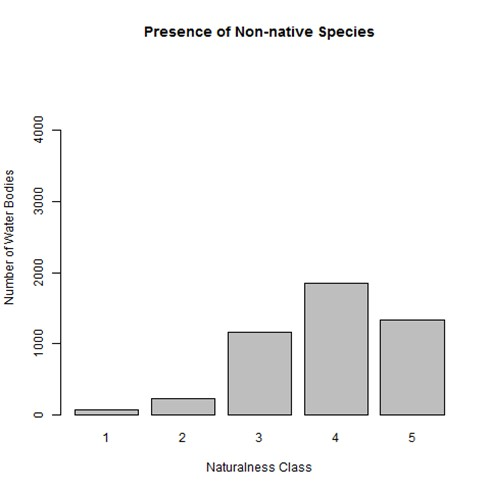 Presence of Non-native Species
4000
3000
2000
1000
0
Number of Water Bodies
1 2 3 4 5
Naturalness Class